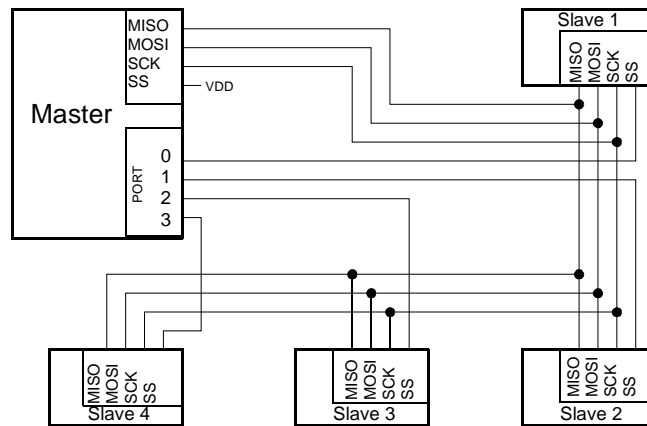 Master
MISO
MOSI
SCK
SS
VDD
PORT
0
1
2
3
Slave 1
MISO
MOSI
SCK
SS
MISO
MOSI
SCK
SS
Slave 4
MISO
MOSI
SCK
SS
Slave 3
MISO
MOSI
SCK
SS
Slave 2